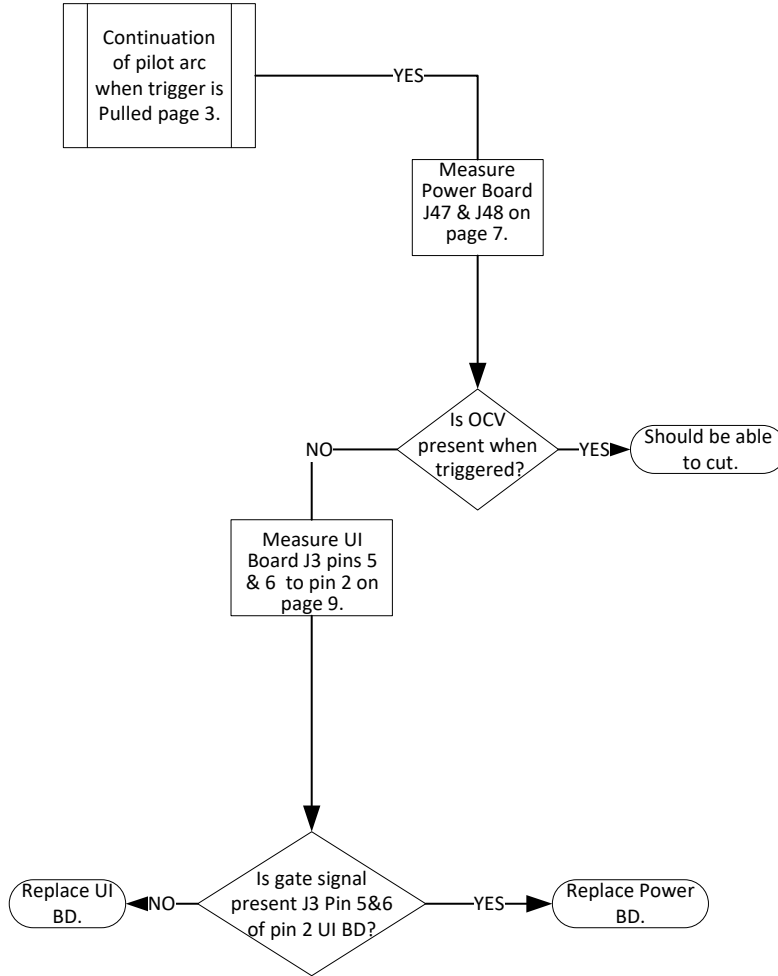 Continuation
of pilot arc
when trigger is
Pulled page 3.
YES
Measure
Power Board
J47 & J48 on
page 7.
Is OCV
present when
triggered?
NO
YES
Should be able
to cut.
Measure UI
Board J3 pins 5
& 6 to pin 2 on
page 9.
Is gate signal
present J3 Pin 5&6
of pin 2 UI BD?
NO
Replace UI
BD.
YES
Replace Power
BD.